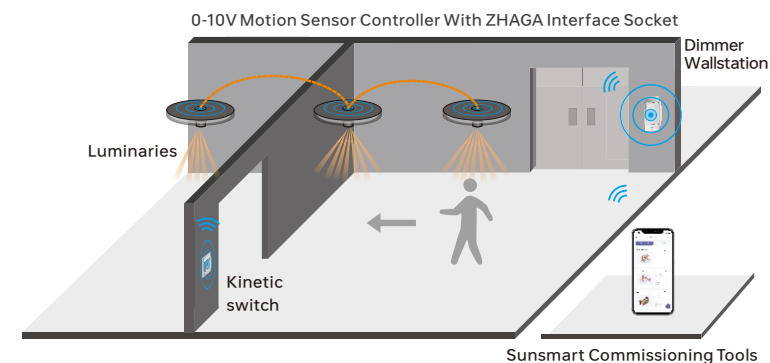 0-10V Motion Sensor Controller With ZHAGA Interface Socket
Dimmer
Wallstation
Luminaries
Kinetic
switch
Sunsmart Commissioning Tools